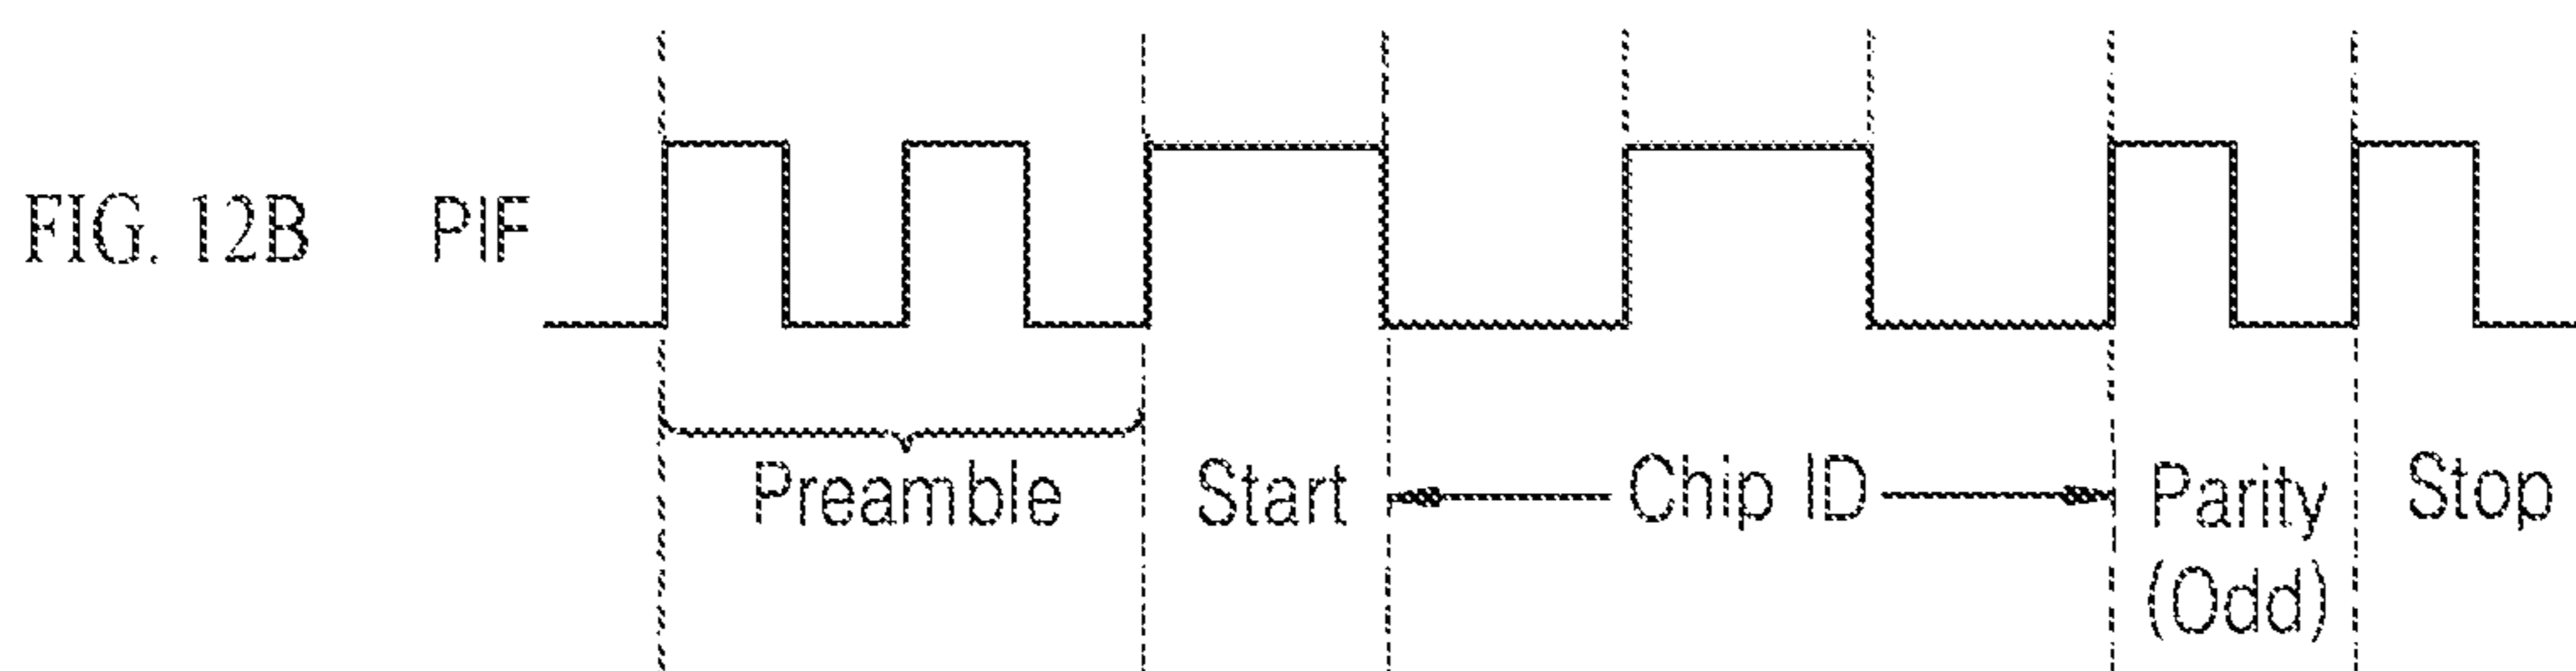 FIG. 12B
PIF
Preamble
Start
Chip ID
Parity
(Odd)
Stop